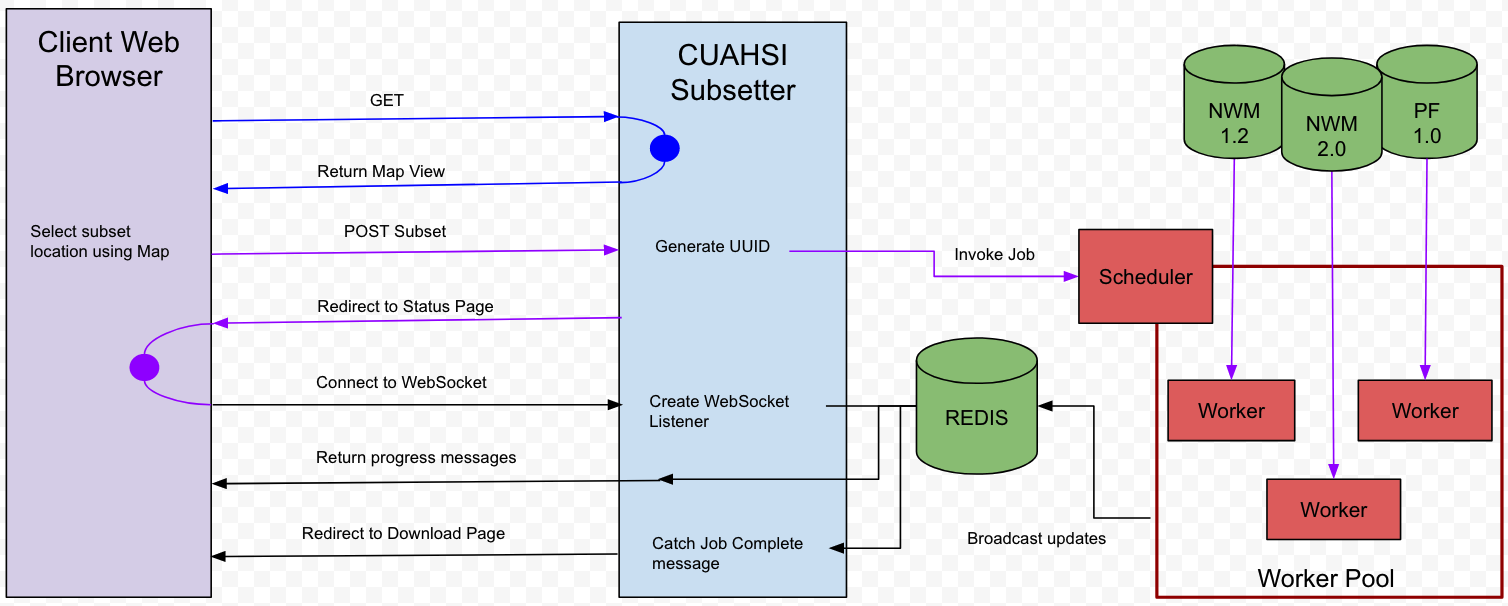 Client Web
Browser
CUAHSI
Subsetter
GET
Return Map View
Select subset
location using Map
POST Subset
Generate UUID
Invoke Job
Redirect to Status Page
Connect to WebSocket
Create WebSocket
Listener
Return progress messages
Redirect to Download Page
Catch Job Complete
message
REDIS
Broadcast updates
NWM
1.2
NWM
2.0
PF
1.0
Scheduler
Worker
Worker
Worker
Worker Pool